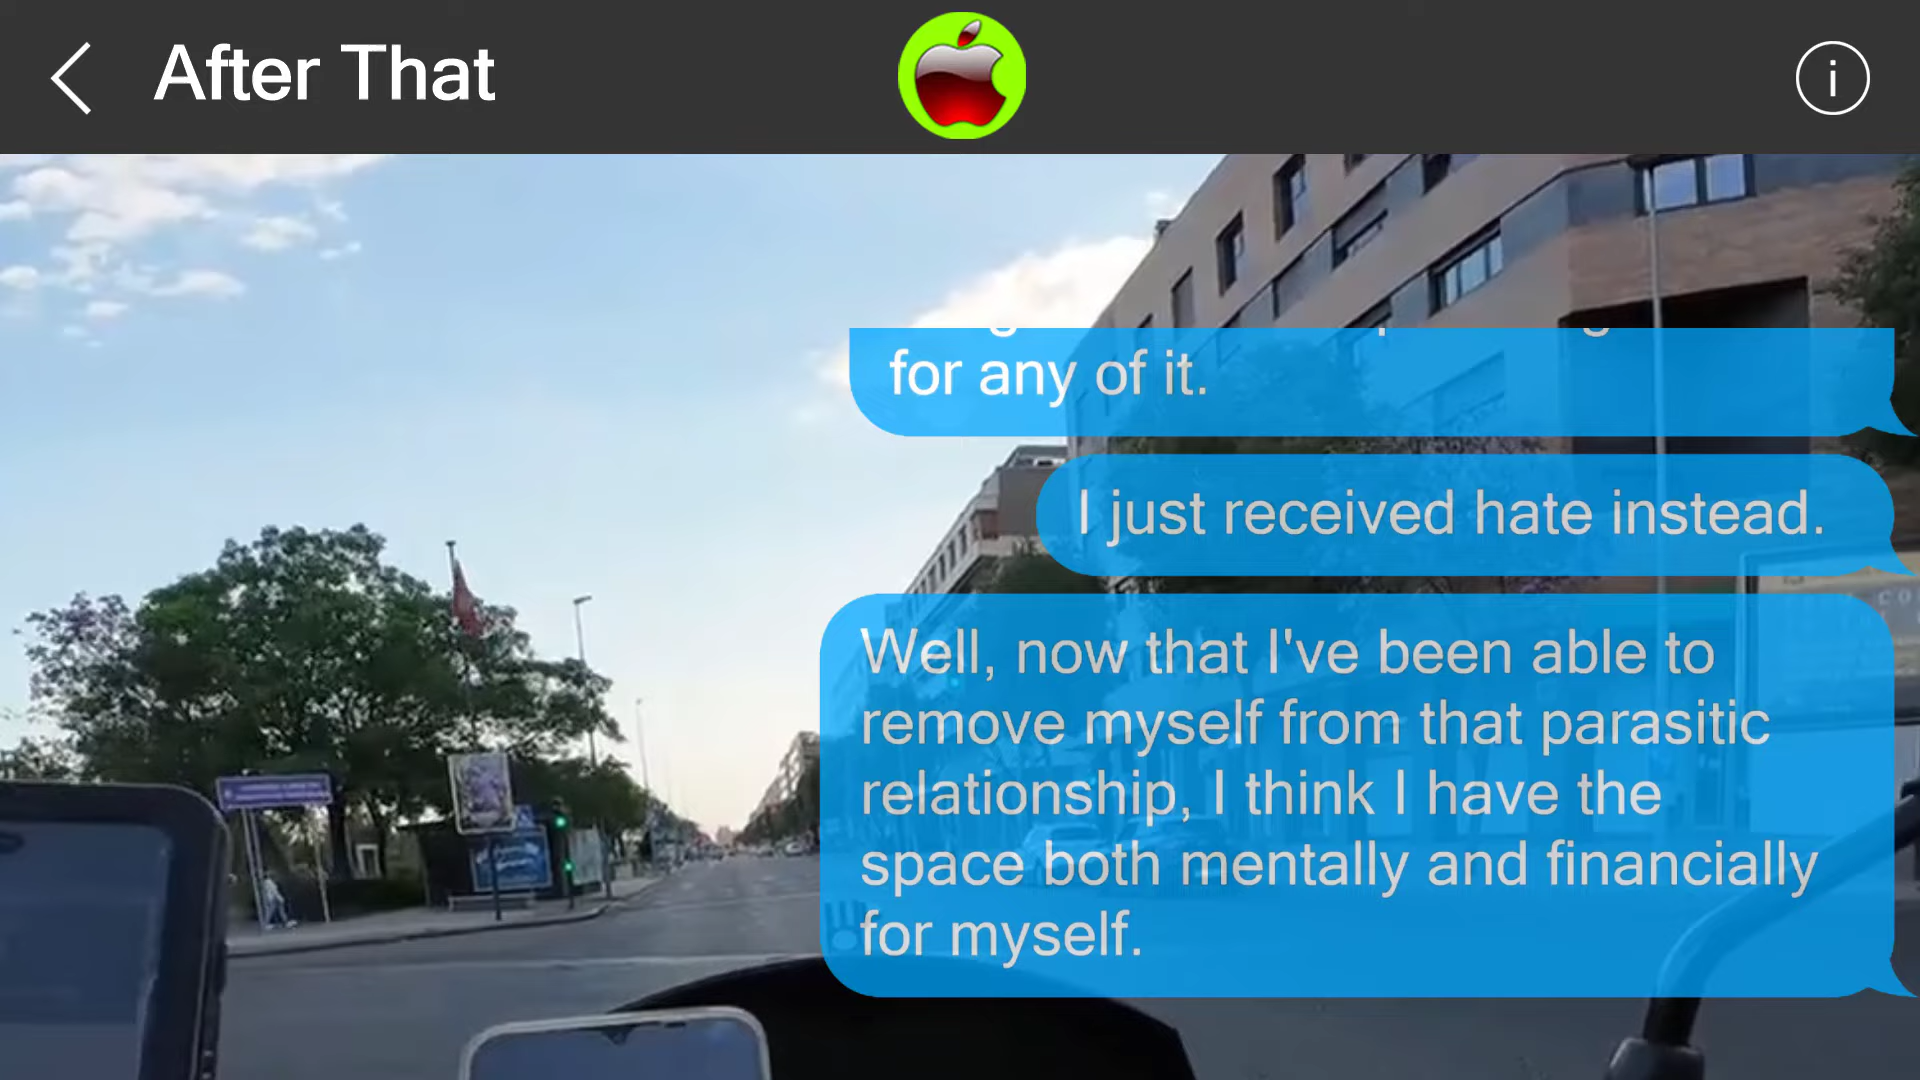 After That
for any of it.
I just received hate instead.
Well, now that I've been able to
remove myself from that parasitic
relationship, I think I have the
space both mentally and financially
for myself.